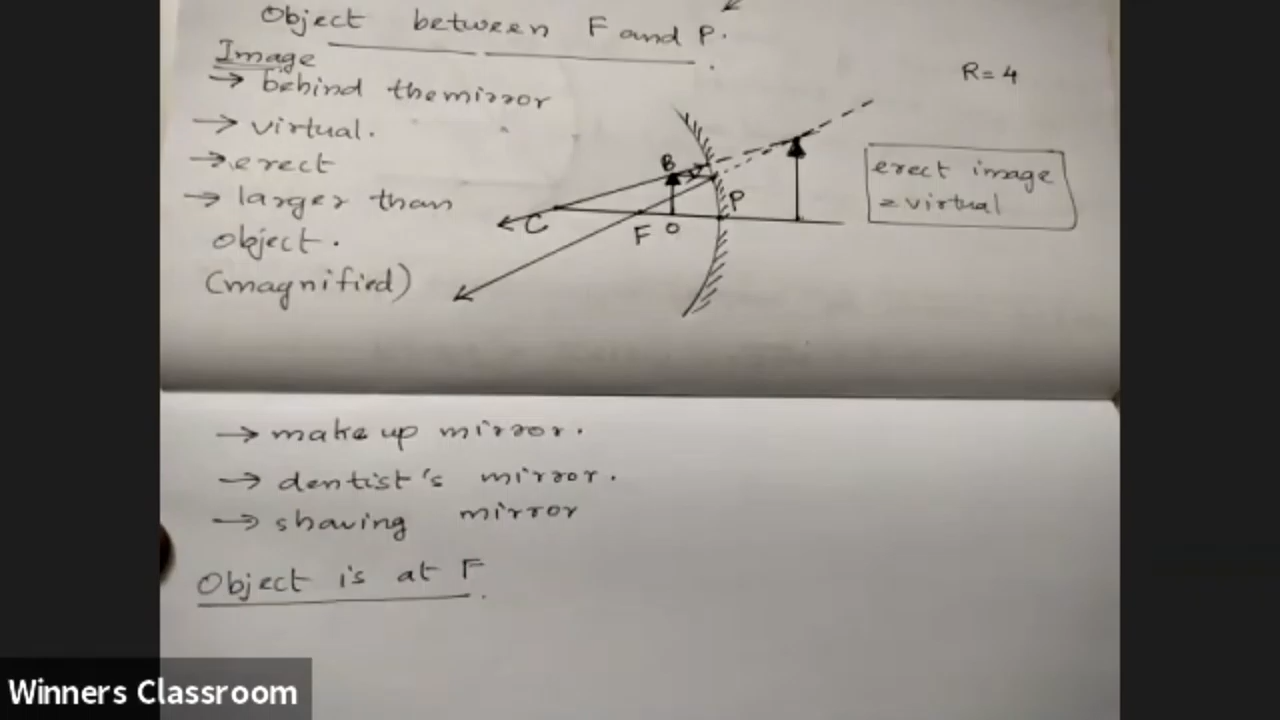 Object between F and P.
Image
→ behind the mirror
R = 4
→ virtual.
→ erect
→ larger than
object.
(magnified)
B
C
F
O
P
erect image
= virtual
→ make up mirror.
→ dentist's mirror.
→ shaving mirror
Object is at F.
Winners Classroom